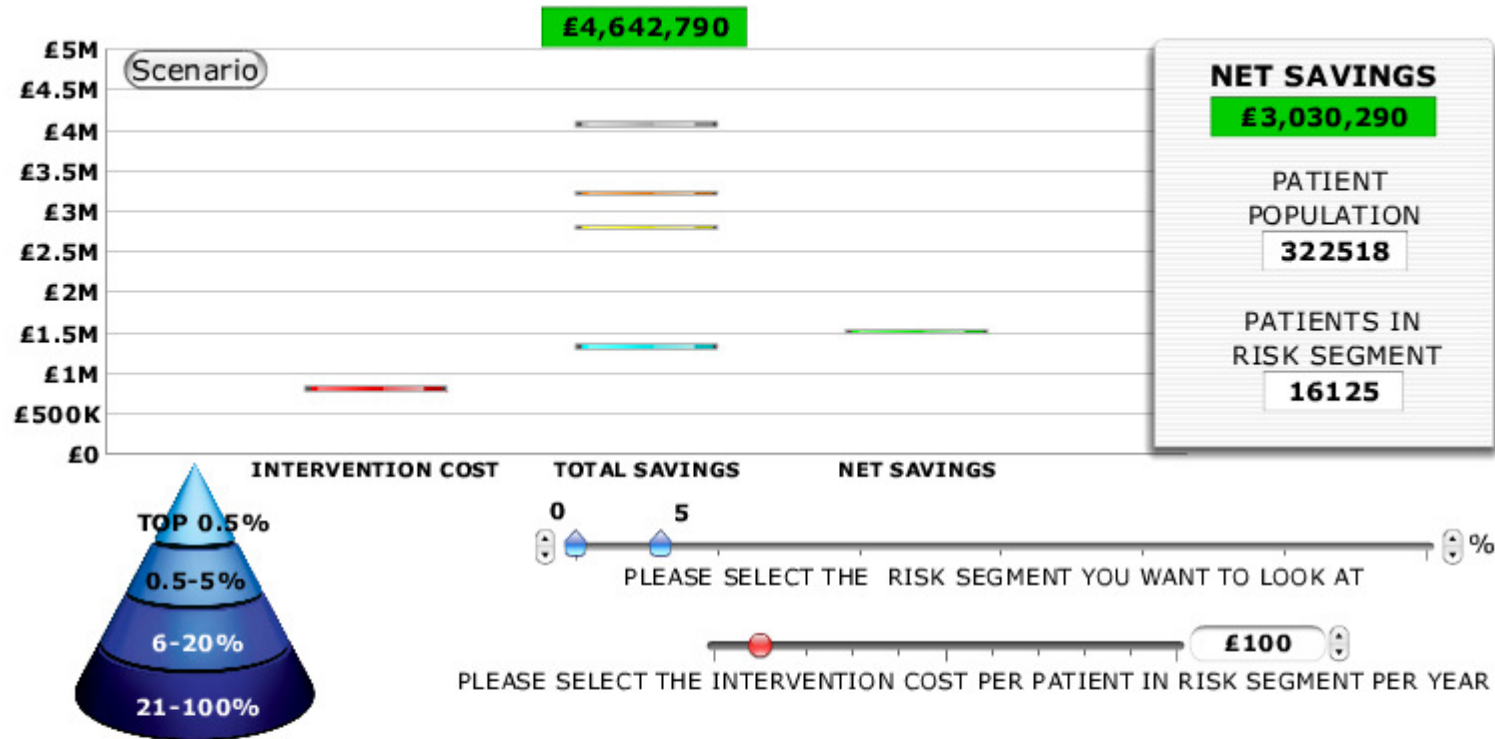 £4,642,790
£5M
Scenario
£4.5M
£4M
£3.5M
£3M
£2.5M
£2M
£1.5M
£1M
£500K
£0
INTERVENTION COST
TOTAL SAVINGS
NET SAVINGS
NET SAVINGS
£3,030,290
PATIENT
POPULATION
322518
PATIENTS IN
RISK SEGMENT
16125
TOP 0.5%
0.5-5%
6-20%
21-100%
0
5
%
PLEASE SELECT THE RISK SEGMENT YOU WANT TO LOOK AT
£100
PLEASE SELECT THE INTERVENTION COST PER PATIENT IN RISK SEGMENT PER YEAR